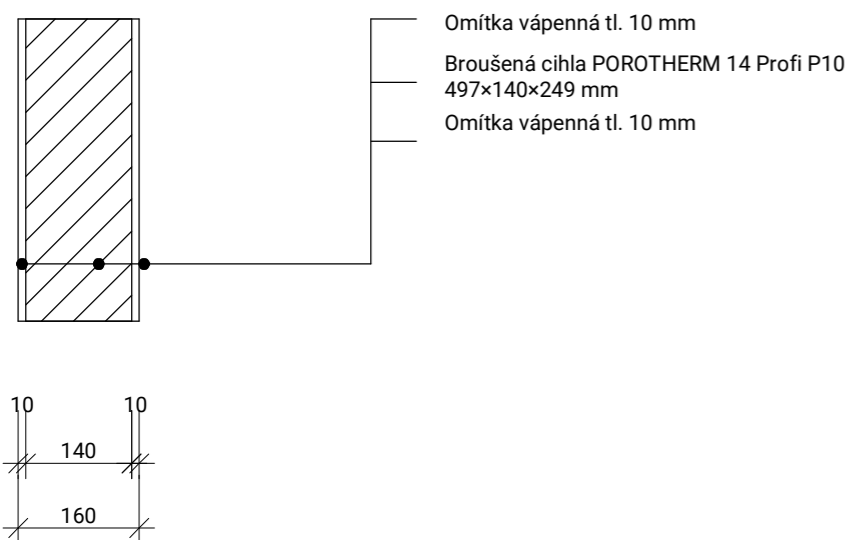 Omítka vápenná tl. 10 mm
Broušená cihla POROTHERM 14 Profi P10
497×140×249 mm
Omítka vápenná tl. 10 mm
10 10
140
160